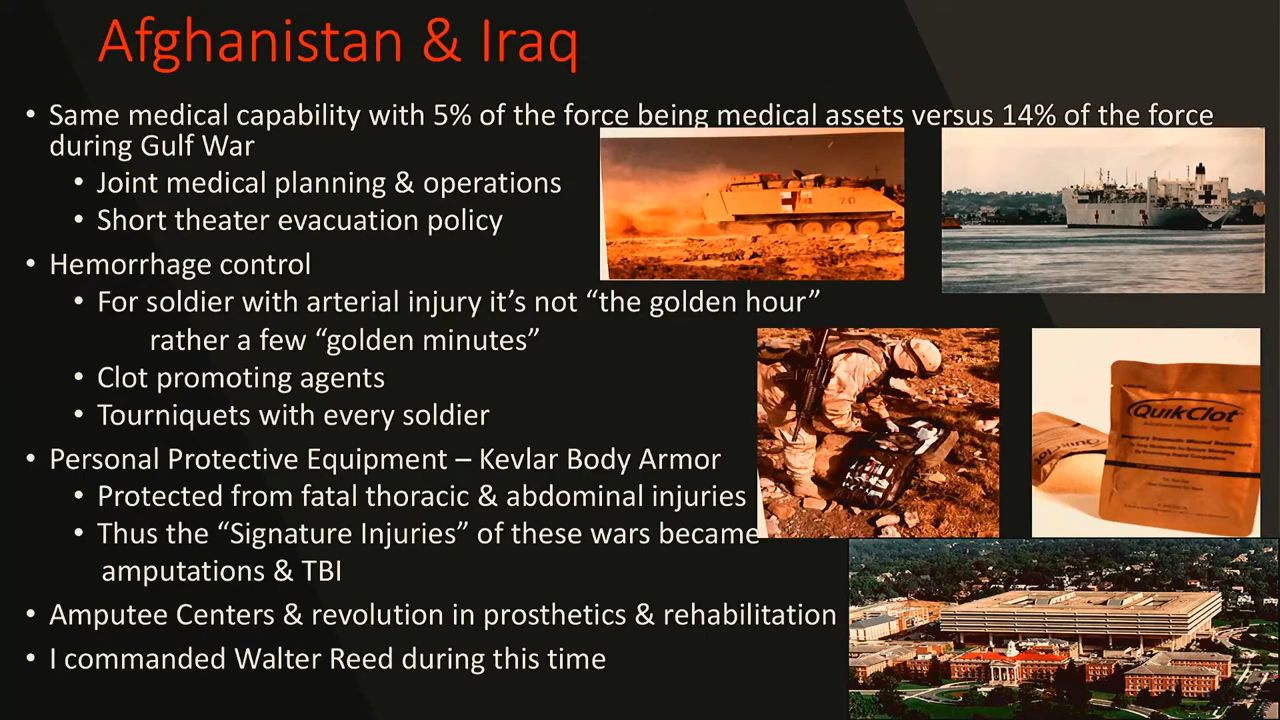 Afghanistan & Iraq
• Same medical capability with 5% of the force being medical assets versus 14% of the force
during Gulf War
• Joint medical planning & operations
• Short theater evacuation policy
• Hemorrhage control
• For soldier with arterial injury it’s not “the golden hour”
rather a few “golden minutes”
• Clot promoting agents
• Tourniquets with every soldier
• Personal Protective Equipment – Kevlar Body Armor
• Protected from fatal thoracic & abdominal injuries
• Thus the “Signature Injuries” of these wars became
amputations & TBI
• Amputee Centers & revolution in prosthetics & rehabilitation
• I commanded Walter Reed during this time
70
QuikClot